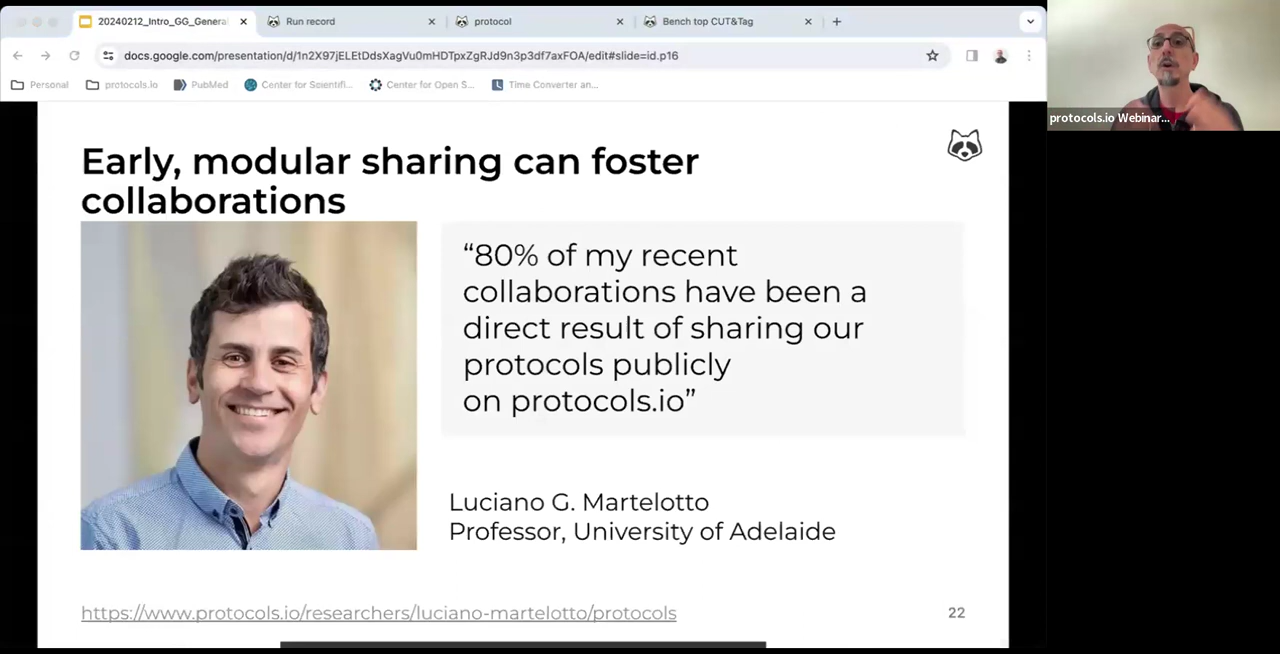 20240212_Intro_GG_Genera
Run record
protocol
Bench top CUT&Tag
docs.google.com/presentation/d/1n2X97jELEtDdsXagVu0mHDTpxZgRJd9n3p3df7axFOA/edit#slide=id.p16
Personal
protocols.io
PubMed
Center for Scientifi...
Center for Open S...
Time Converter an...
protocols.io Webinar...
Early, modular sharing can foster
collaborations
“80% of my recent
collaborations have been a
direct result of sharing our
protocols publicly
on protocols.io”
Luciano G. Martelotto
Professor, University of Adelaide
https://www.protocols.io/researchers/luciano-martelotto/protocols
22